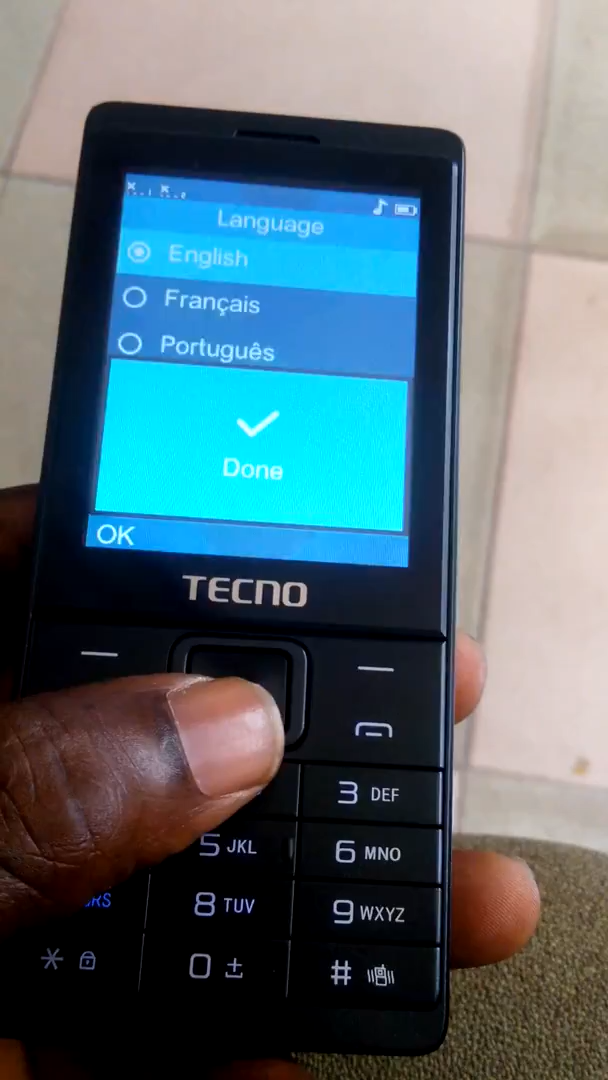 Language
English
Français
Português
Done
OK
TECNO
3 DEF
5 JKL
6 MNO
8 TUV
9 WXYZ
*
0
#